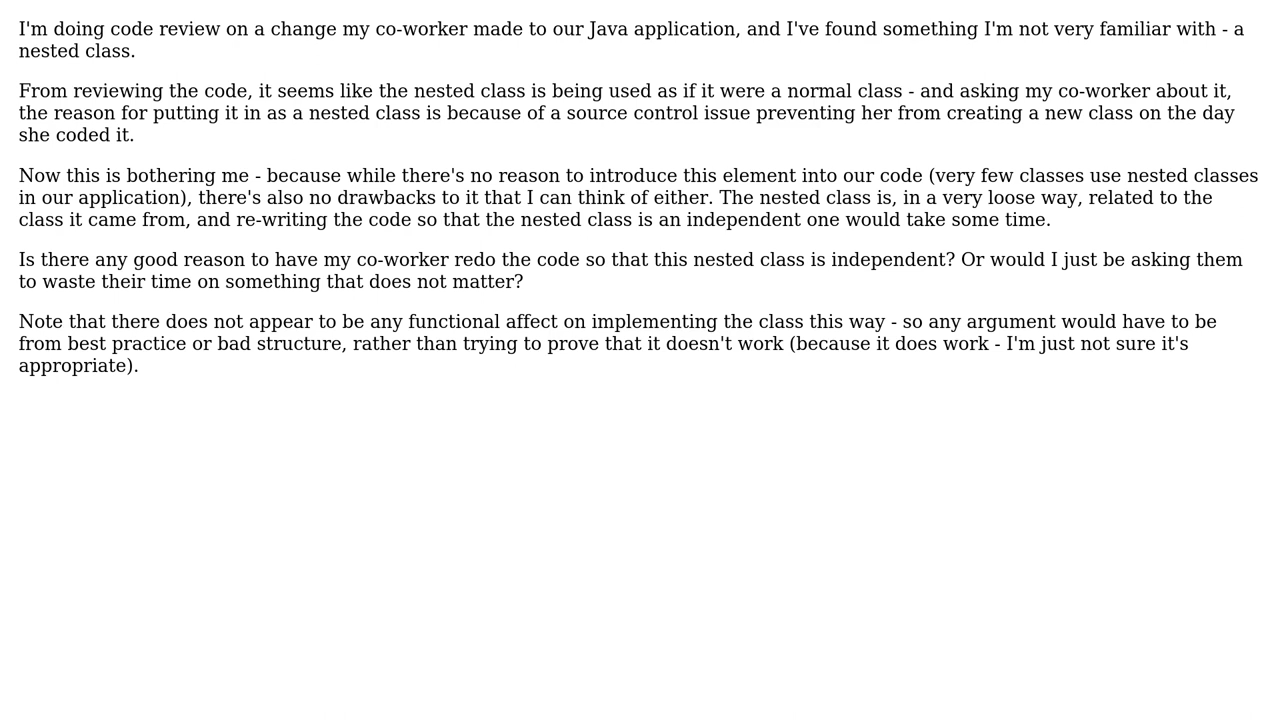 I'm doing code review on a change my co-worker made to our Java application, and I've found something I'm not very familiar with - a
nested class.
From reviewing the code, it seems like the nested class is being used as if it were a normal class - and asking my co-worker about it,
the reason for putting it in as a nested class is because of a source control issue preventing her from creating a new class on the day
she coded it.
Now this is bothering me - because while there's no reason to introduce this element into our code (very few classes use nested classes
in our application), there's also no drawbacks to it that I can think of either. The nested class is, in a very loose way, related to the
class it came from, and re-writing the code so that the nested class is an independent one would take some time.
Is there any good reason to have my co-worker redo the code so that this nested class is independent? Or would I just be asking them
to waste their time on something that does not matter?
Note that there does not appear to be any functional affect on implementing the class this way - so any argument would have to be
from best practice or bad structure, rather than trying to prove that it doesn't work (because it does work - I'm just not sure it's
appropriate).